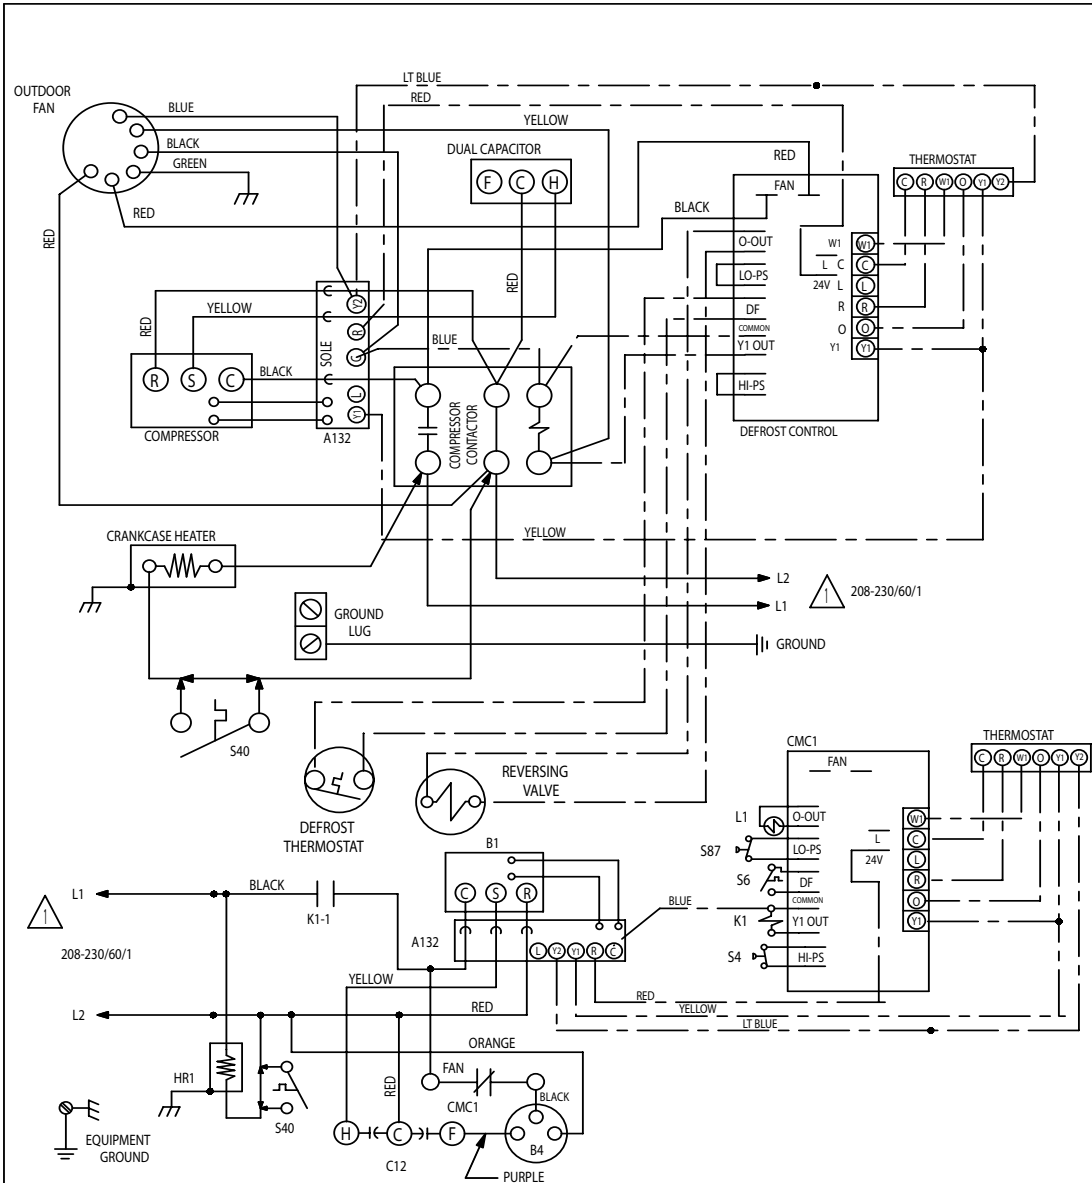 LT BLUE
OUTDOOR
FAN
BLUE
RED
YELLOW
BLACK
GREEN
DUAL CAPACITOR
F C H
RED
FAN
THERMOSTAT
C R W1 O Y1 Y2
RED
BLACK
RED
RED
O-OUT
LO-PS
DF
COMMON
Y1 OUT
HI-PS
W1 W1
L C C
24V L L
R R
O O
Y1 Y1
DEFROST CONTROL
RED
YELLOW
SOLE
Y2
R
G
L
Y1
A132
BLUE
R S C
BLACK
COMPRESSOR
COMPRESSOR
CONTACTOR
YELLOW
CRANKCASE HEATER
L2
L1
1
208-230/60/1
GROUND
LUG
GROUND
S40
DEFROST
THERMOSTAT
REVERSING
VALVE
CMC1
FAN
THERMOSTAT
C R W1 O Y1 Y2
L1
O-OUT
S87
LO-PS
S6
DF
COMMON
K1
Y1 OUT
S4
HI-PS
L
24V
W1
C
L
R
O
Y1
B1
C S R
BLUE
L1
BLACK
K1-1
1
208-230/60/1
A132
L Y2 Y1 R C
YELLOW
RED
YELLOW
LT BLUE
L2
RED
ORANGE
HR1
S40
RED
FAN
CMC1
BLACK
H C F
B4
C12
PURPLE
EQUIPMENT
GROUND